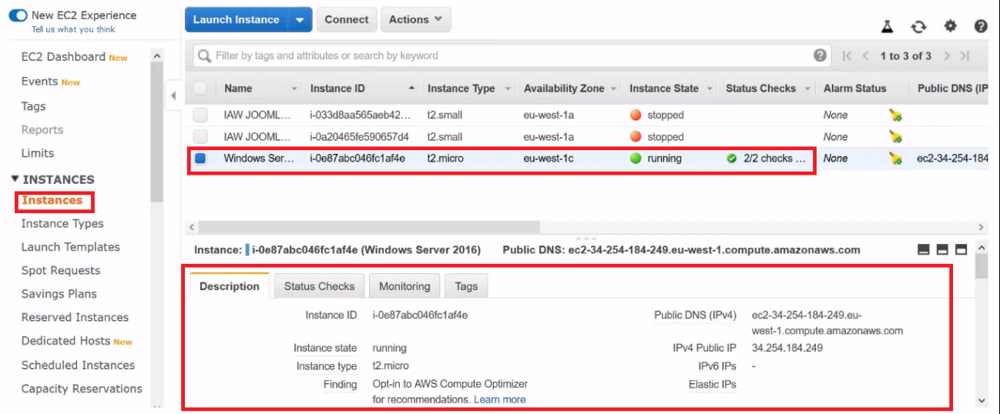 New EC2 Experience
Tell us what you think
EC2 Dashboard New
Events New
Tags
Reports
Limits
INSTANCES
Instances
Instance Types
Launch Templates
Spot Requests
Savings Plans
Reserved Instances
Dedicated Hosts New
Scheduled Instances
Capacity Reservations
Launch Instance Connect Actions
Filter by tags and attributes or search by keyword 1 to 3 of 3
Name Instance ID Instance Type Availability Zone Instance State Status Checks Alarm Status Public DNS (IP
IAW JOOML... i-033d8aa565aeb42... t2.small eu-west-1a stopped None
IAW JOOML... i-0a20465fe590657d4 t2.small eu-west-1a stopped None
Windows Ser... i-0e87abc046fc1af4e t2.micro eu-west-1c running 2/2 checks ... None ec2-34-254-184
Instance: i-0e87abc046fc1af4e (Windows Server 2016) Public DNS: ec2-34-254-184-249.eu-west-1.compute.amazonaws.com
Description Status Checks Monitoring Tags
Instance ID i-0e87abc046fc1af4e Public DNS (IPv4) ec2-34-254-184-249.eu-
west-1.compute.amazonaws.com
Instance state running IPv4 Public IP 34.254.184.249
Instance type t2.micro IPv6 IPs -
Finding Opt-in to AWS Compute Optimizer Elastic IPs
for recommendations. Learn more